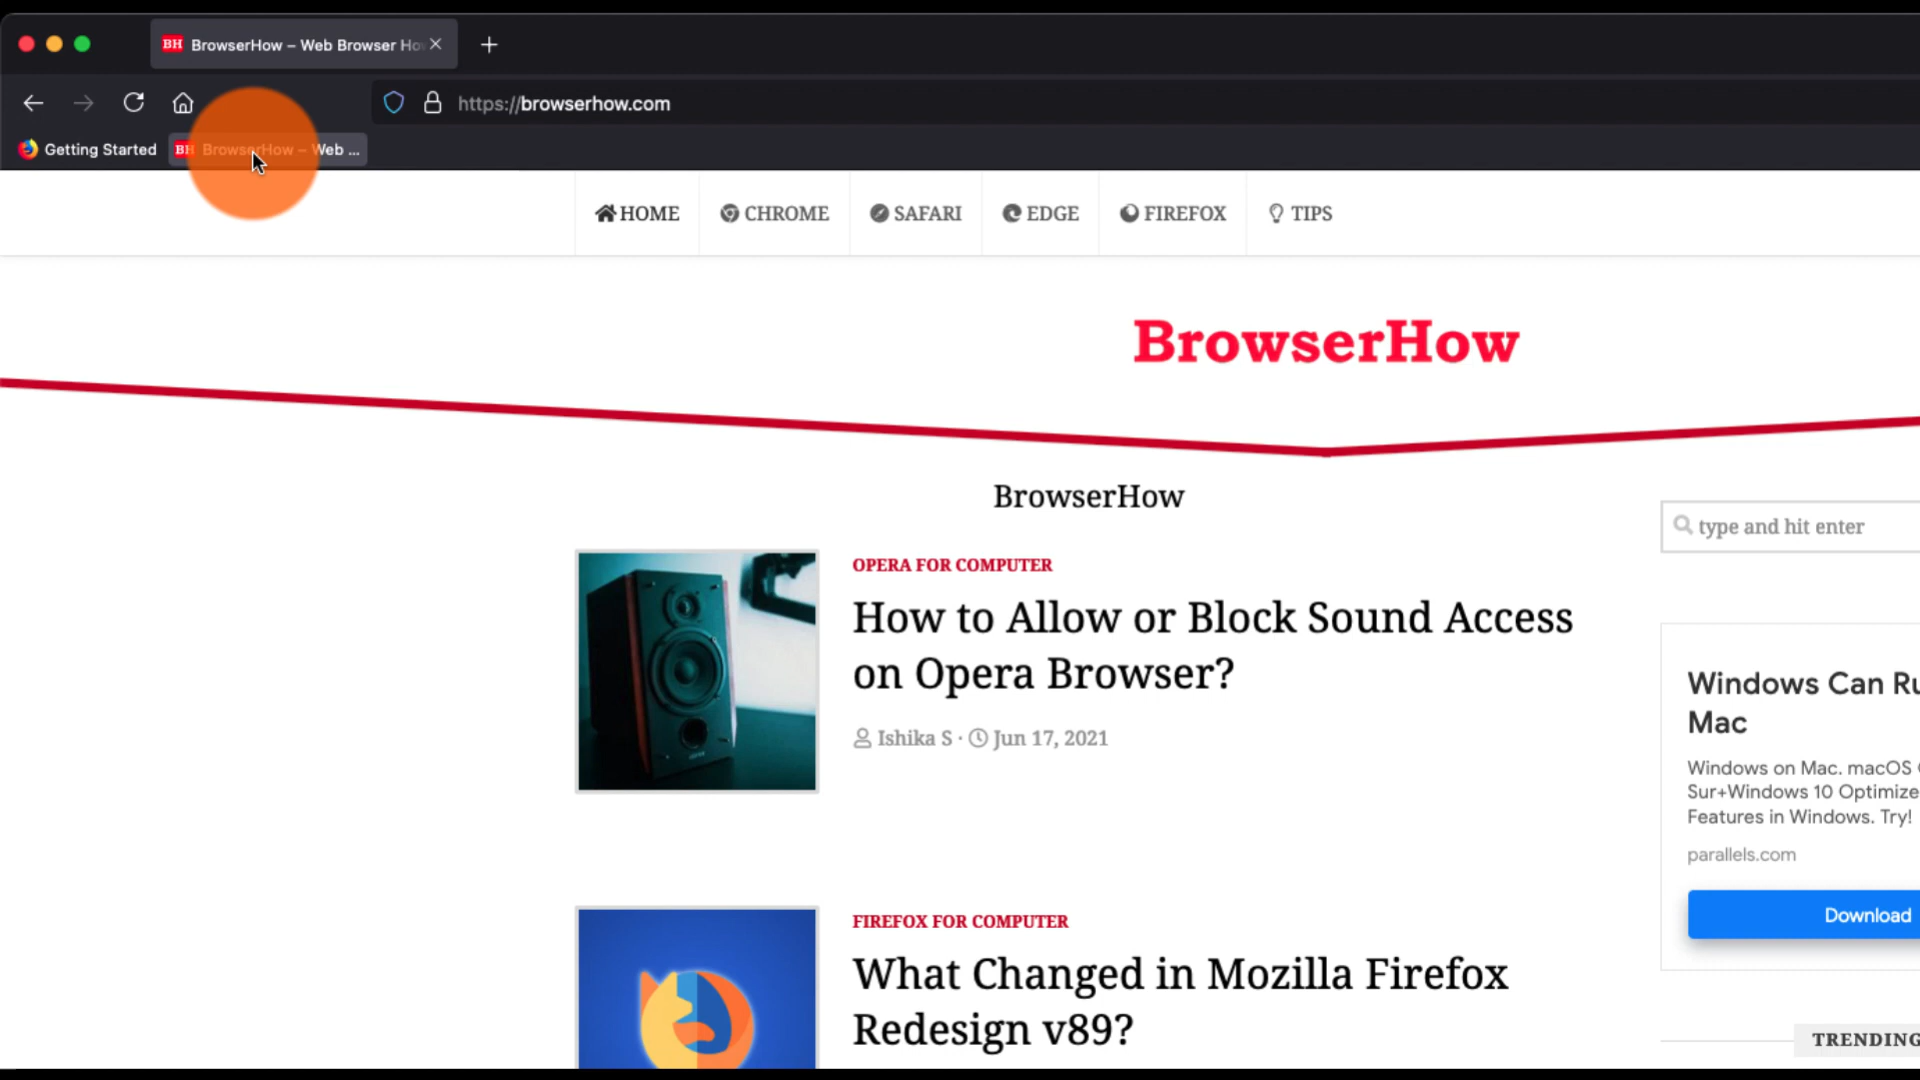 BH BrowserHow – Web Browser Ho
https://browserhow.com
Getting Started BH BrowserHow – Web ...
HOME CHROME SAFARI EDGE FIREFOX TIPS
BrowserHow
BrowserHow
OPERA FOR COMPUTER
How to Allow or Block Sound Access
on Opera Browser?
Ishika S · Jun 17, 2021
FIREFOX FOR COMPUTER
What Changed in Mozilla Firefox
Redesign v89?
type and hit enter
Windows Can Ru
Mac
Windows on Mac. macOS
Sur+Windows 10 Optimize
Features in Windows. Try!
parallels.com
Download
TRENDING